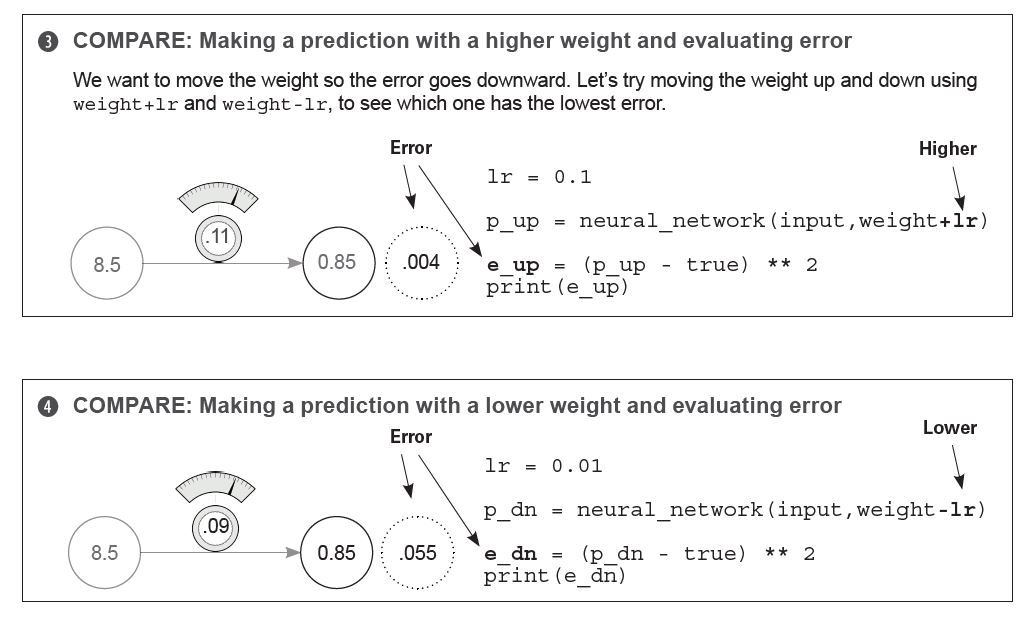 ❸ COMPARE: Making a prediction with a higher weight and evaluating error
We want to move the weight so the error goes downward. Let's try moving the weight up and down using
weight+lr and weight-lr, to see which one has the lowest error.
Error
Higher
lr = 0.1
p_up = neural_network(input,weight+lr)
.11
8.5
0.85
.004
e_up = (p_up - true) ** 2
print(e_up)
❹ COMPARE: Making a prediction with a lower weight and evaluating error
Lower
Error
lr = 0.01
p_dn = neural_network(input,weight-lr)
.09
8.5
0.85
.055
e_dn = (p_dn - true) ** 2
print(e_dn)